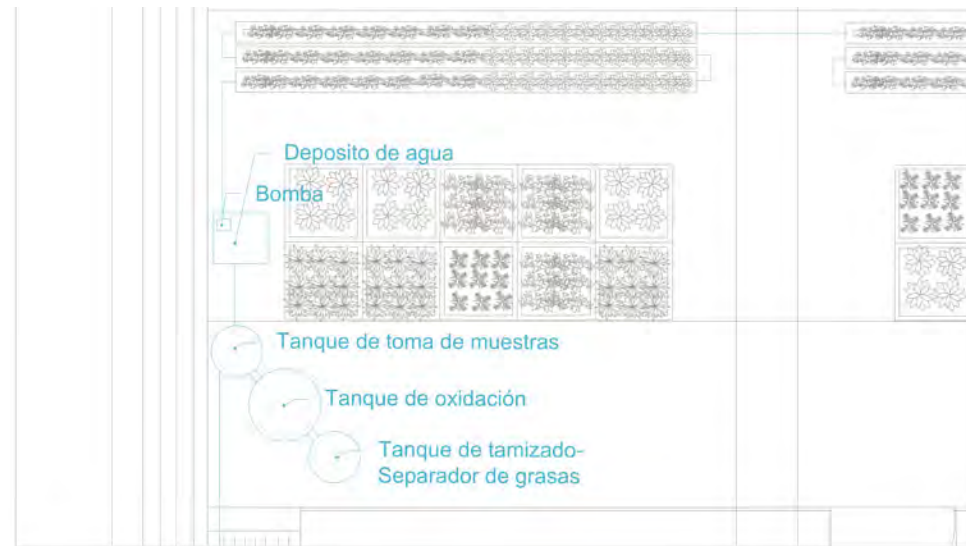 Deposito de agua
Bomba
Tanque de toma de muestras
Tanque de oxidación
Tanque de tamizado-
Separador de grasas